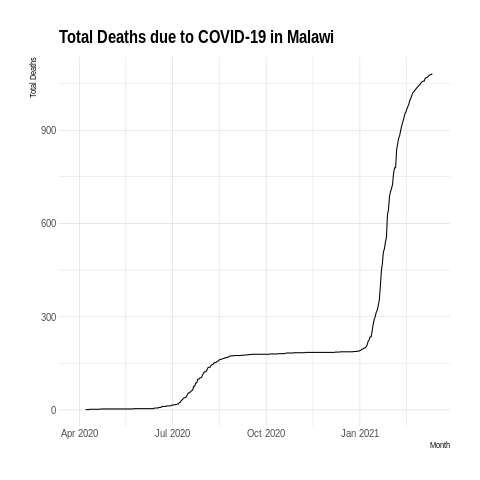 Total Deaths due to COVID-19 in Malawi
Total Deaths
900
600
300
0
Apr 2020 Jul 2020 Oct 2020 Jan 2021
Month